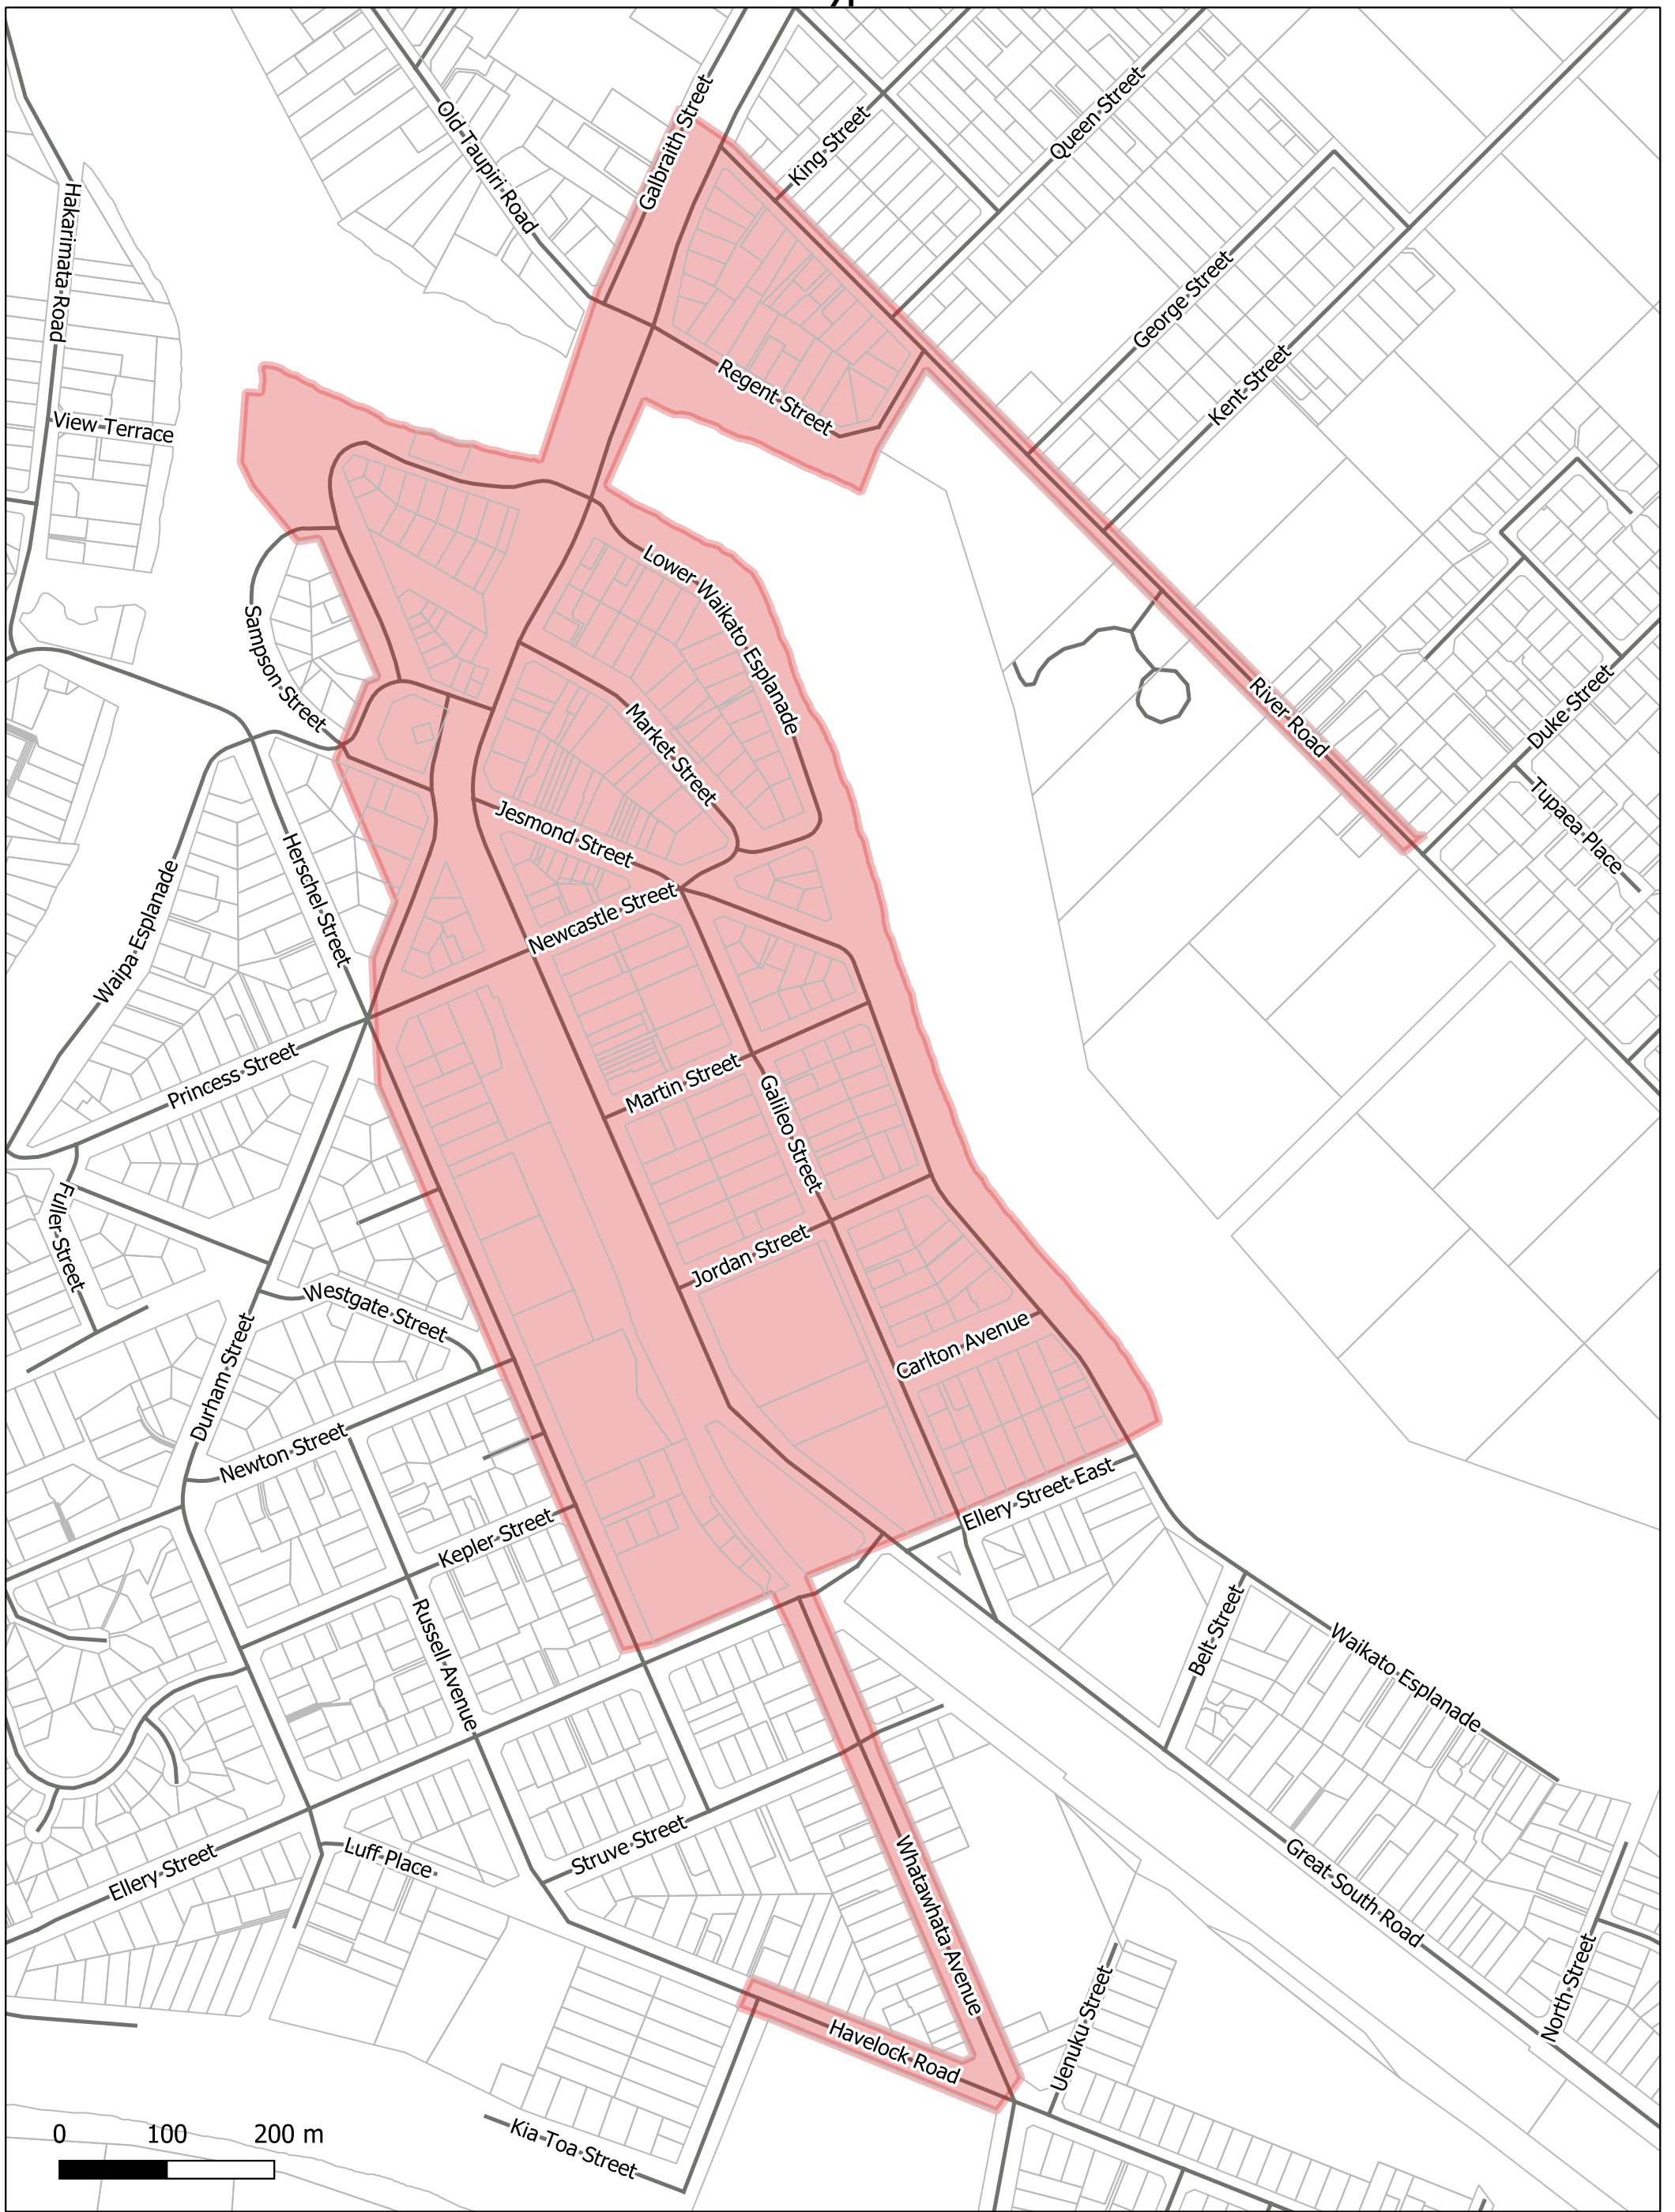 Galbraith Street
Old Taupiri Road
King Street
Queen Street
Hakarimata Road
George Street
Kent Street
Regent Street
View Terrace
Lower Waikato Esplanade
Sampson Street
Market Street
River Road
Duke Street
Tupaea Place
Jesmond Street
Herschel Street
Newcastle Street
Waipa Esplanade
Princess Street
Martin Street
Galileo Street
Fuller Street
Jordan Street
Westgate Street
Durham Street
Carlton Avenue
Newton Street
Ellery Street East
Kepler Street
Russell Avenue
Belt Street
Waikato Esplanade
Struve Street
Luff Place
Ellery Street
Whatawhata Avenue
Great South Road
North Street
Uenuku Street
Havelock Road
Kia Toa Street
0 100 200 m